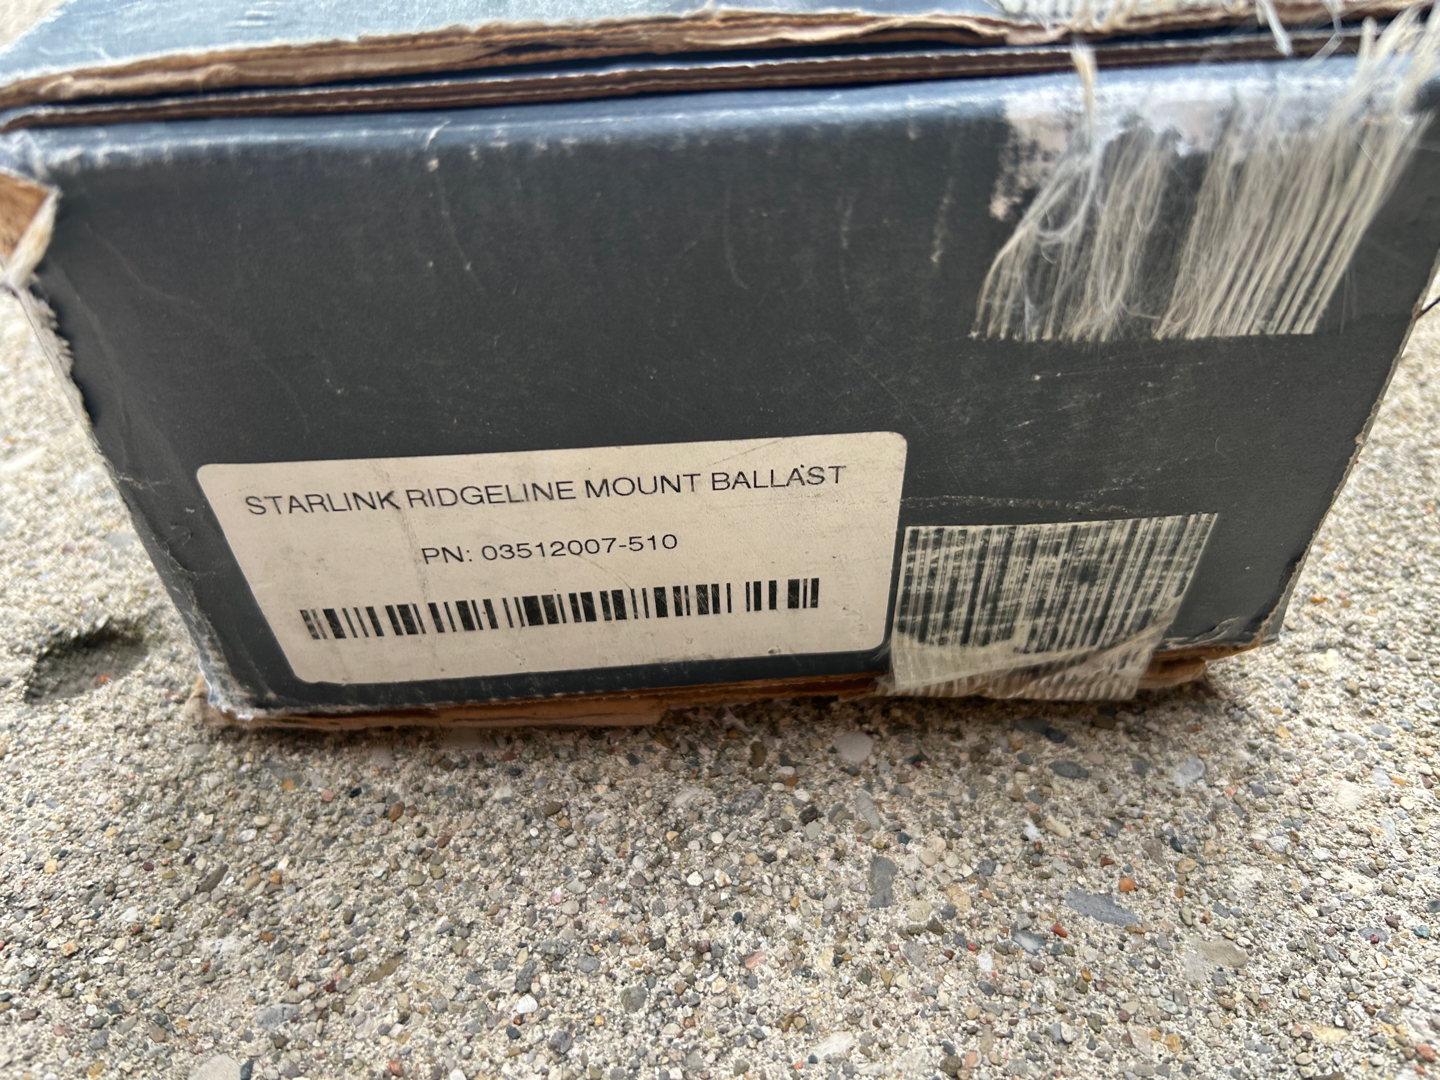 STARLINK RIDGELINE MOUNT BALLAST
PN: 03512007-510